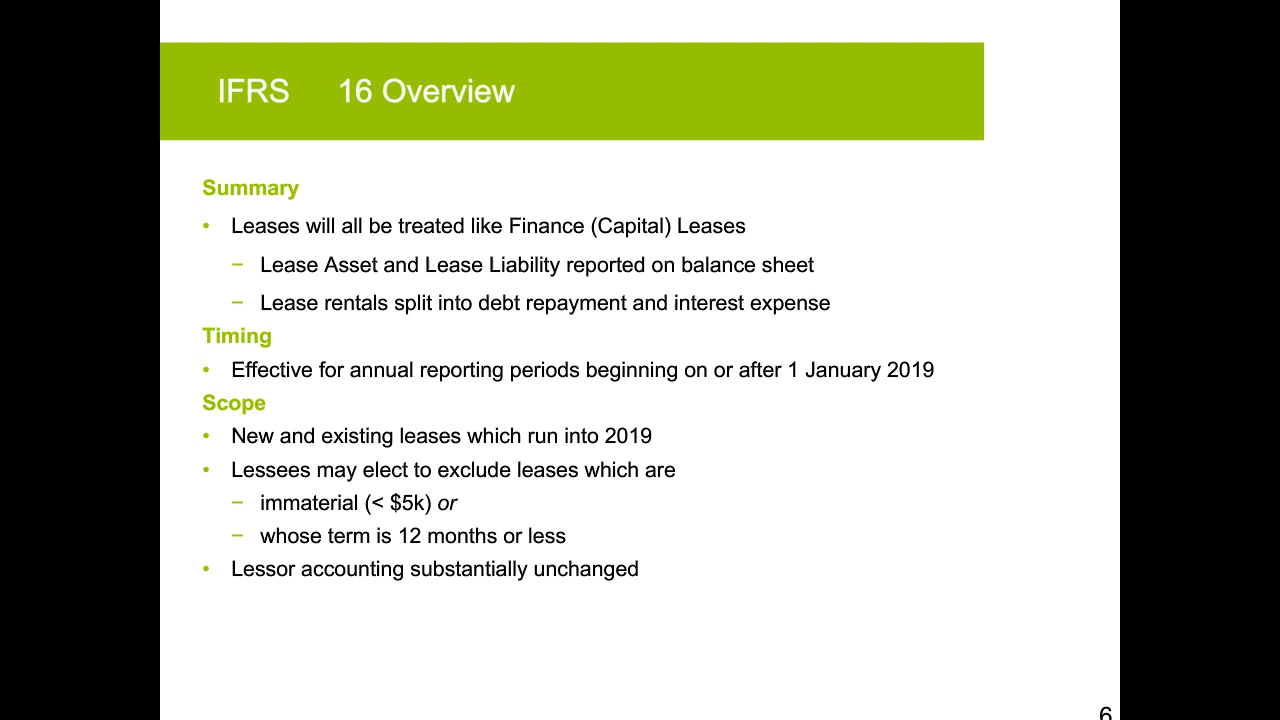 IFRS 16 Overview
Summary
• Leases will all be treated like Finance (Capital) Leases
− Lease Asset and Lease Liability reported on balance sheet
− Lease rentals split into debt repayment and interest expense
Timing
• Effective for annual reporting periods beginning on or after 1 January 2019
Scope
• New and existing leases which run into 2019
• Lessees may elect to exclude leases which are
− immaterial (< $5k) or
− whose term is 12 months or less
• Lessor accounting substantially unchanged
6